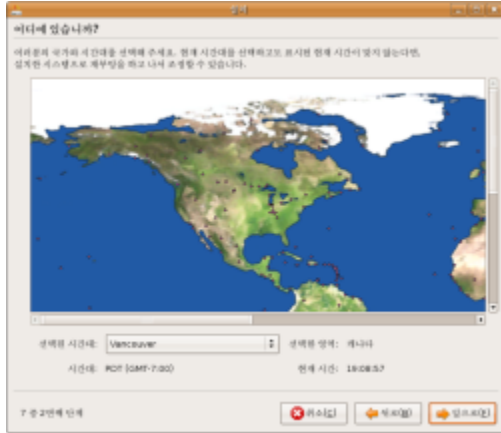 설치
어디에 있습니까?
여러분의 국가와 시간대를 선택해 주세요. 현재 시간대를 선택하고도 표시된 현재 시간이 맞지 않는다면,
설치한 시스템으로 재부팅을 하고 나서 조정할 수 있습니다.
선택된 시간대: Vancouver 선택된 영역: 캐나다
시간대: PDT (GMT-7:00) 현재 시간: 19:08:57
7 중 2번째 단계 취소(C) 뒤로(B) 앞으로(F)